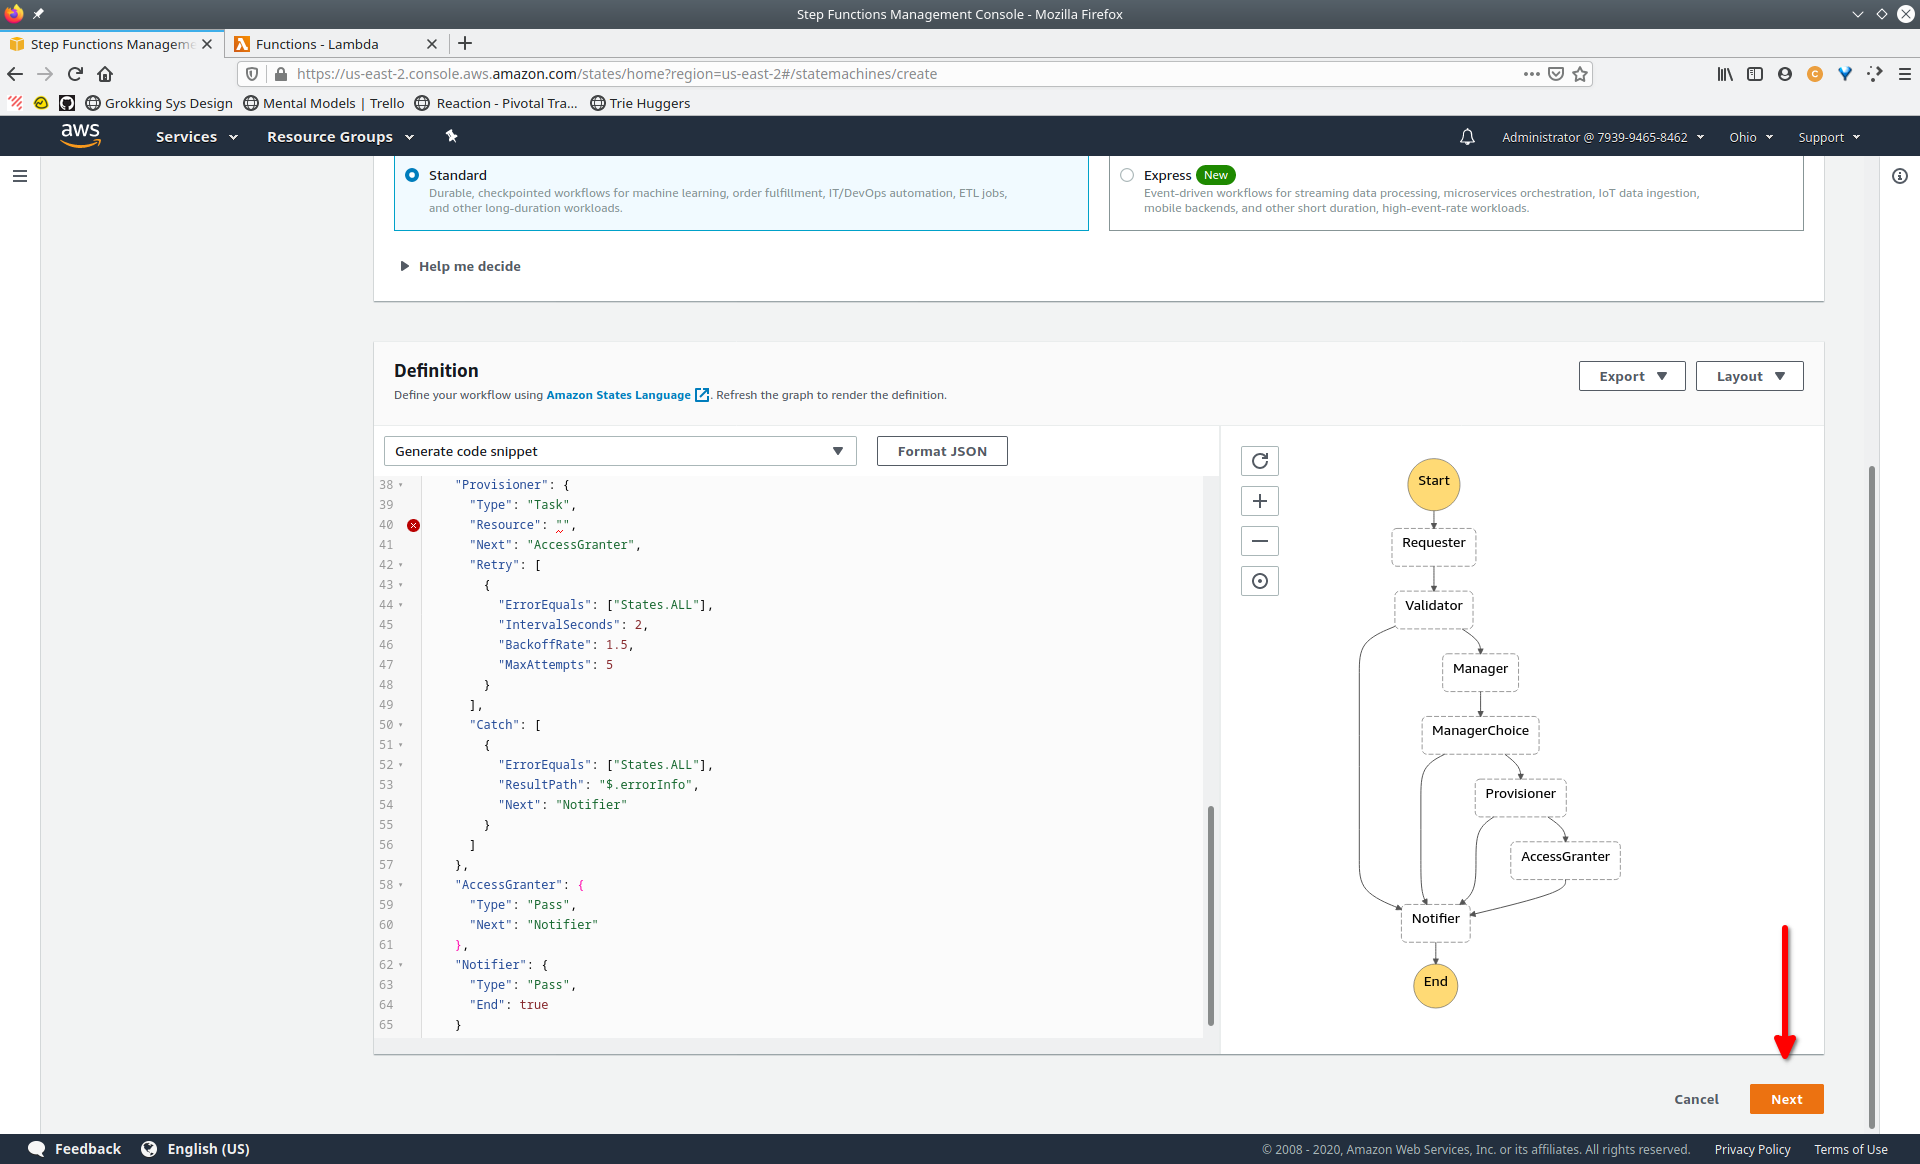 Step Functions Management Console - Mozilla Firefox
Step Functions Manageme
Functions - Lambda
https://us-east-2.console.aws.amazon.com/states/home?region=us-east-2#/statemachines/create
Grokking Sys Design
Mental Models | Trello
Reaction - Pivotal Tra...
Trie Huggers
aws
Services
Resource Groups
Administrator @ 7939-9465-8462
Ohio
Support
Standard
Durable, checkpointed workflows for machine learning, order fulfillment, IT/DevOps automation, ETL jobs,
and other long-duration workloads.
Express New
Event-driven workflows for streaming data processing, microservices orchestration, IoT data ingestion,
mobile backends, and other short duration, high-event-rate workloads.
Help me decide
Definition
Define your workflow using Amazon States Language. Refresh the graph to render the definition.
Export
Layout
Generate code snippet
Format JSON
38 "Provisioner": {
39 "Type": "Task",
40 "Resource": "",
41 "Next": "AccessGranter",
42 "Retry": [
43 {
44 "ErrorEquals": ["States.ALL"],
45 "IntervalSeconds": 2,
46 "BackoffRate": 1.5,
47 "MaxAttempts": 5
48 }
49 ],
50 "Catch": [
51 {
52 "ErrorEquals": ["States.ALL"],
53 "ResultPath": "$.errorInfo",
54 "Next": "Notifier"
55 }
56 ]
57 },
58 "AccessGranter": {
59 "Type": "Pass",
60 "Next": "Notifier"
61 },
62 "Notifier": {
63 "Type": "Pass",
64 "End": true
65 }
Start
Requester
Validator
Manager
ManagerChoice
Provisioner
AccessGranter
Notifier
End
Cancel
Next
Feedback
English (US)
© 2008 - 2020, Amazon Web Services, Inc. or its affiliates. All rights reserved.
Privacy Policy
Terms of Use